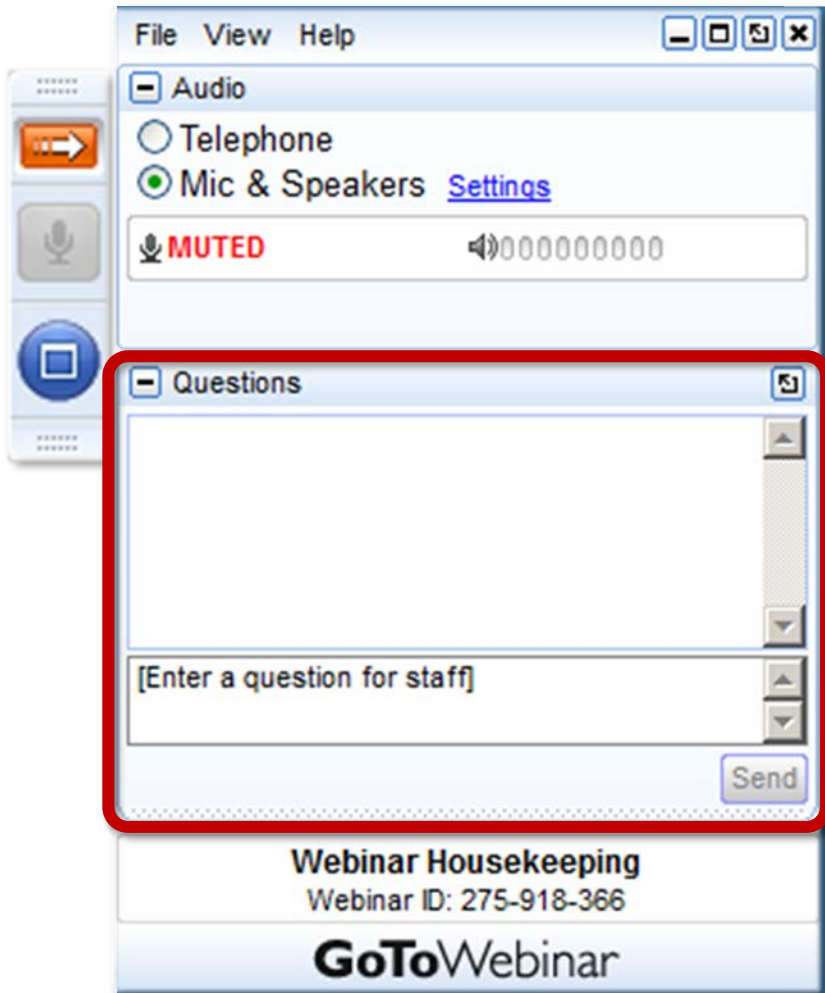 File View Help
Audio
Telephone
Mic & Speakers Settings
MUTED
Questions
[Enter a question for staff]
Send
Webinar Housekeeping
Webinar ID: 275-918-366
GoToWebinar